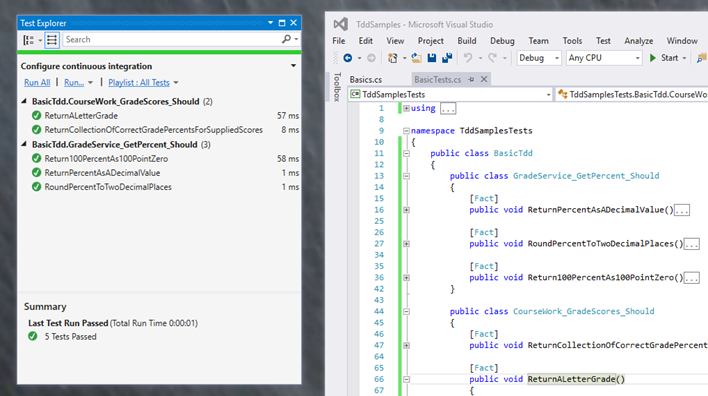 Test Explorer
Search
Configure continuous integration
Run All | Run... | Playlist : All Tests
BasicTdd.CourseWork_GradeScores_Should (2)
ReturnALetterGrade 57 ms
ReturnCollectionOfCorrectGradePercentsForSuppliedScores 8 ms
BasicTdd.GradeService_GetPercent_Should (3)
Return100PercentAs100PointZero 58 ms
ReturnPercentAsADecimalValue 1 ms
RoundPercentToTwoDecimalPlaces 1 ms
Summary
Last Test Run Passed (Total Run Time 0:00:01)
5 Tests Passed
TddSamples - Microsoft Visual Studio
File Edit View Project Build Debug Team Tools Test Analyze Window
Debug Any CPU Start
Toolbox
Basics.cs BasicTests.cs
TddSamplesTests TddSamplesTests.BasicTdd.CourseWo
1 using ...
8
9 namespace TddSamplesTests
10 {
11 public class BasicTdd
12 {
13 public class GradeService_GetPercent_Should
14 {
15 [Fact]
16 public void ReturnPercentAsADecimalValue()...
25
26 [Fact]
27 public void RoundPercentToTwoDecimalPlaces()...
34
35 [Fact]
36 public void Return100PercentAs100PointZero()...
42 }
43
44 public class CourseWork_GradeScores_Should
45 {
46 [Fact]
47 public void ReturnCollectionOfCorrectGradePercent
64
65 [Fact]
66 public void ReturnALetterGrade()
67 {